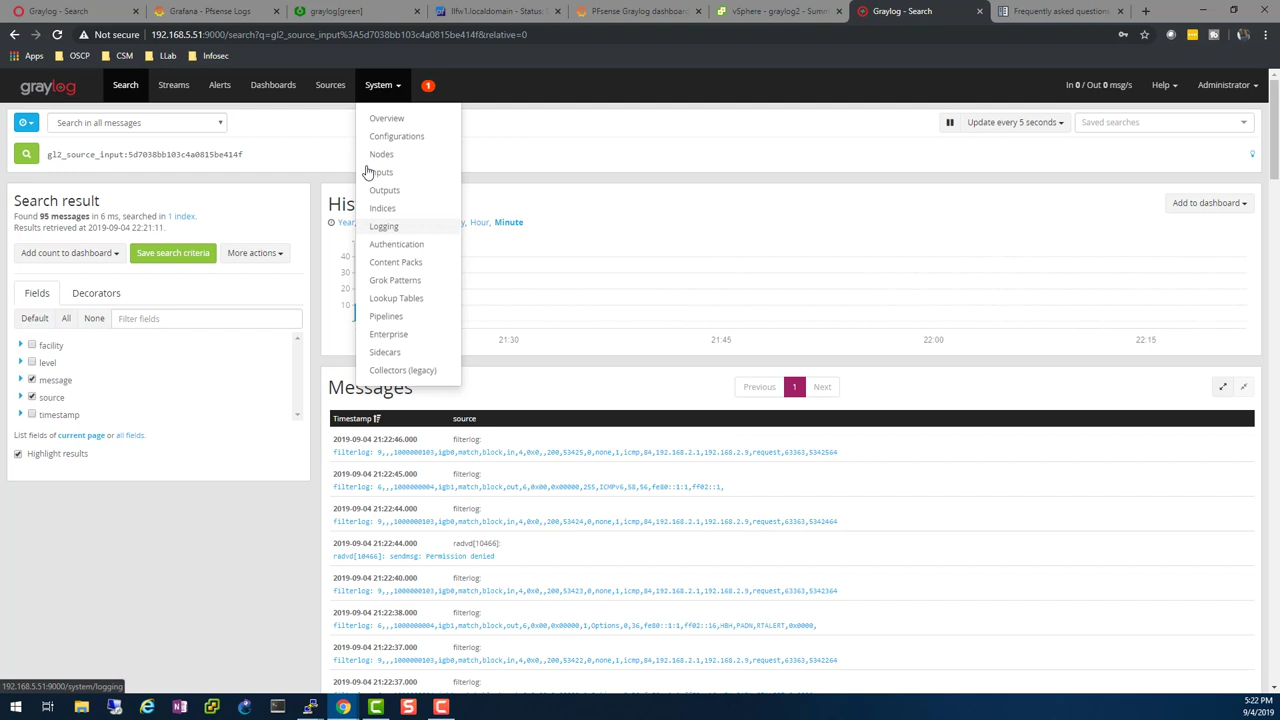 Grafana - Pfsense Logs
graylog[green]
llfw1.localdomain - Status:
PFsense Graylog dashboard
vSphere - graylog2 - Summ
Graylog - Search
Frequently asked questions
Not secure
192.168.5.51:9000/search?q=gl2_source_input%3A5d7038bb103c4a0815be414f&relative=0
Apps
OSCP
CSM
LLab
Infosec
graylog
Search
Streams
Alerts
Dashboards
Sources
System
1
In 0 / Out 0 msg/s
Help
Administrator
Overview
Configurations
Nodes
Inputs
Outputs
Indices
Logging
Authentication
Content Packs
Grok Patterns
Lookup Tables
Pipelines
Enterprise
Sidecars
Collectors (legacy)
Search in all messages
Update every 5 seconds
Saved searches
gl2_source_input:5d7038bb103c4a0815be414f
Search result
Found 95 messages in 6 ms, searched in 1 index.
Results retrieved at 2019-09-04 22:21:11.
Add count to dashboard
Save search criteria
More actions
Fields
Decorators
Default
All
None
Filter fields
facility
level
message
source
timestamp
List fields of current page or all fields.
Highlight results
His
Add to dashboard
Year,
y, Hour, Minute
40
30
20
10
21:30
21:45
22:00
22:15
Messages
Previous
1
Next
Timestamp
source
2019-09-04 21:22:46.000
filterlog:
filterlog: 9,,,1000000103,igb0,match,block,in,4,0x0,,200,53425,0,none,1,icmp,84,192.168.2.1,192.168.2.9,request,63363,5342564
2019-09-04 21:22:45.000
filterlog:
filterlog: 6,,,1000000004,igb1,match,block,out,6,0x00,0x00000,255,ICMPv6,58,56,fe80::1:1,ff02::1,
2019-09-04 21:22:44.000
filterlog:
filterlog: 9,,,1000000103,igb0,match,block,in,4,0x0,,200,53424,0,none,1,icmp,84,192.168.2.1,192.168.2.9,request,63363,5342464
2019-09-04 21:22:44.000
radvd[10466]:
radvd[10466]: sendmsg: Permission denied
2019-09-04 21:22:40.000
filterlog:
filterlog: 9,,,1000000103,igb0,match,block,in,4,0x0,,200,53423,0,none,1,icmp,84,192.168.2.1,192.168.2.9,request,63363,5342364
2019-09-04 21:22:38.000
filterlog:
filterlog: 6,,,1000000004,igb1,match,block,out,6,0x00,0x00000,1,Options,0,36,fe80::1:1,ff02::16,HBH,PADN,RTALERT,0x0000,
2019-09-04 21:22:37.000
filterlog:
filterlog: 9,,,1000000103,igb0,match,block,in,4,0x0,,200,53422,0,none,1,icmp,84,192.168.2.1,192.168.2.9,request,63363,5342264
2019-09-04 21:22:37.000
filterlog:
192.168.5.51:9000/system/logging
5:22 PM
9/4/2019